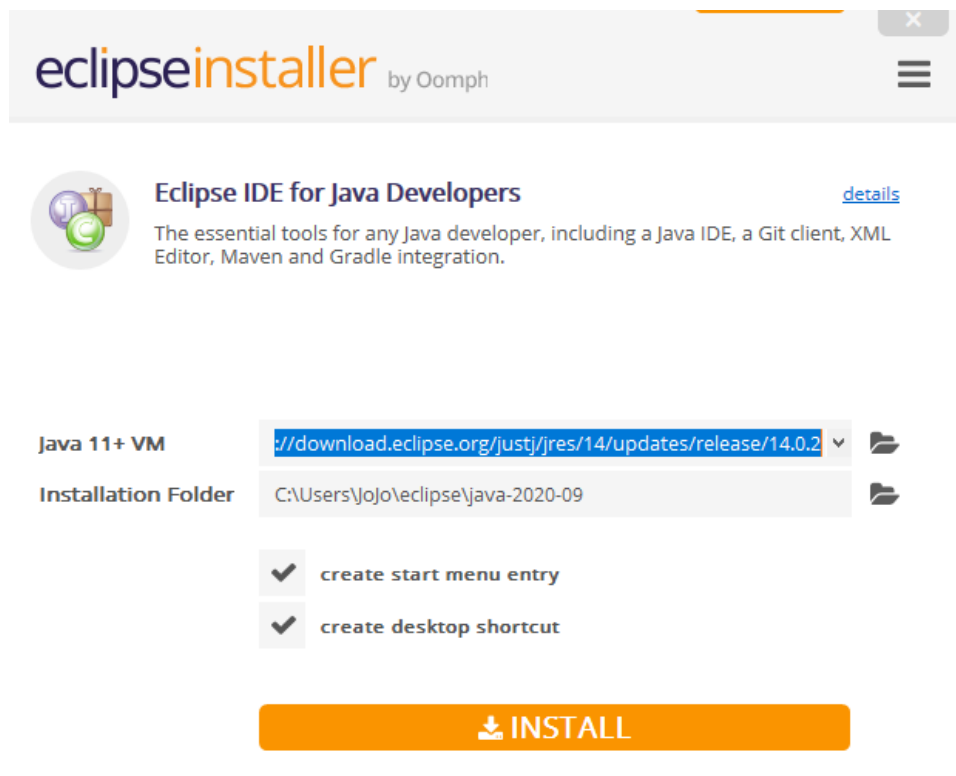 eclipseinstaller by Oomph
Eclipse IDE for Java Developers details
The essential tools for any Java developer, including a Java IDE, a Git client, XML
Editor, Maven and Gradle integration.
Java 11+ VM ://download.eclipse.org/justj/jres/14/updates/release/14.0.2
Installation Folder C:\Users\JoJo\eclipse\java-2020-09
create start menu entry
create desktop shortcut
INSTALL